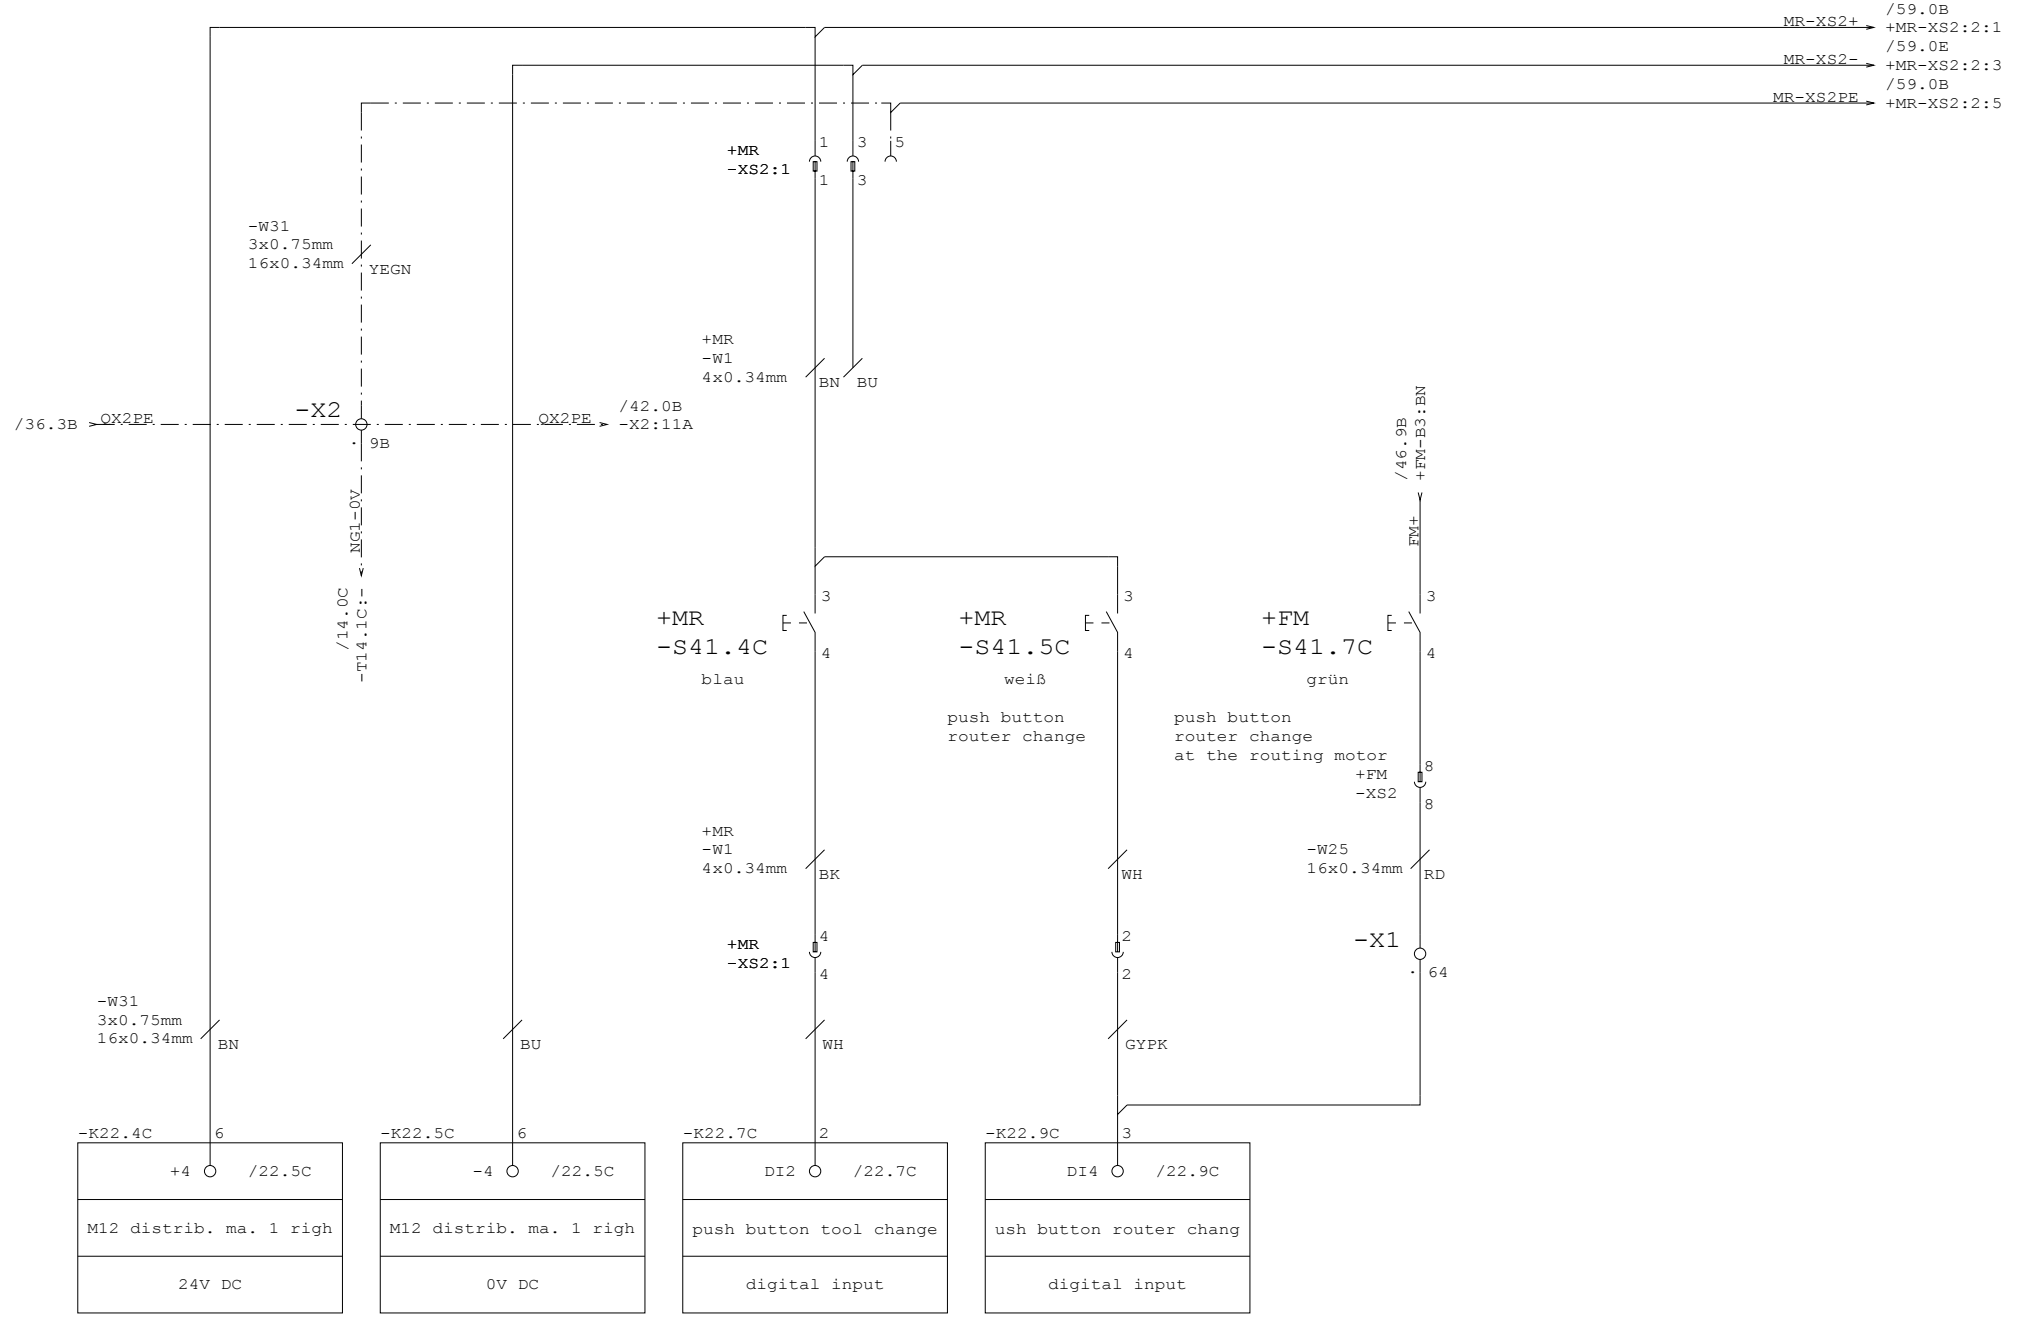 /59.0B
MR-XS2+
+MR-XS2:2:1
/59.0E
MR-XS2-
+MR-XS2:2:3
/59.0B
MR-XS2PE
+MR-XS2:2:5
+MR
-XS2:1
1
3
5
1
3
-W31
3x0.75mm
16x0.34mm
YEGN
+MR
-W1
4x0.34mm
BN
BU
/36.3B
QX2PE
-X2
9B
QX2PE
/42.0B
-X2:11A
NG1-0V
/14.0C
-T14.1C:-
/46.9B
+FM-B3:BN
FM+
+MR
-S41.4C
blau
3
4
+MR
-S41.5C
weiß
3
4
push button
router change
+FM
-S41.7C
grün
3
4
push button
router change
at the routing motor
+FM
-XS2
8
8
+MR
-W1
4x0.34mm
BK
WH
-W25
16x0.34mm
RD
+MR
-XS2:1
4
4
2
2
-X1
64
-W31
3x0.75mm
16x0.34mm
BN
BU
WH
GYPK
-K22.4C
6
+4
/22.5C
M12 distrib. ma. 1 righ
24V DC
-K22.5C
6
-4
/22.5C
M12 distrib. ma. 1 righ
0V DC
-K22.7C
2
DI2
/22.7C
push button tool change
digital input
-K22.9C
3
DI4
/22.9C
ush button router chang
digital input